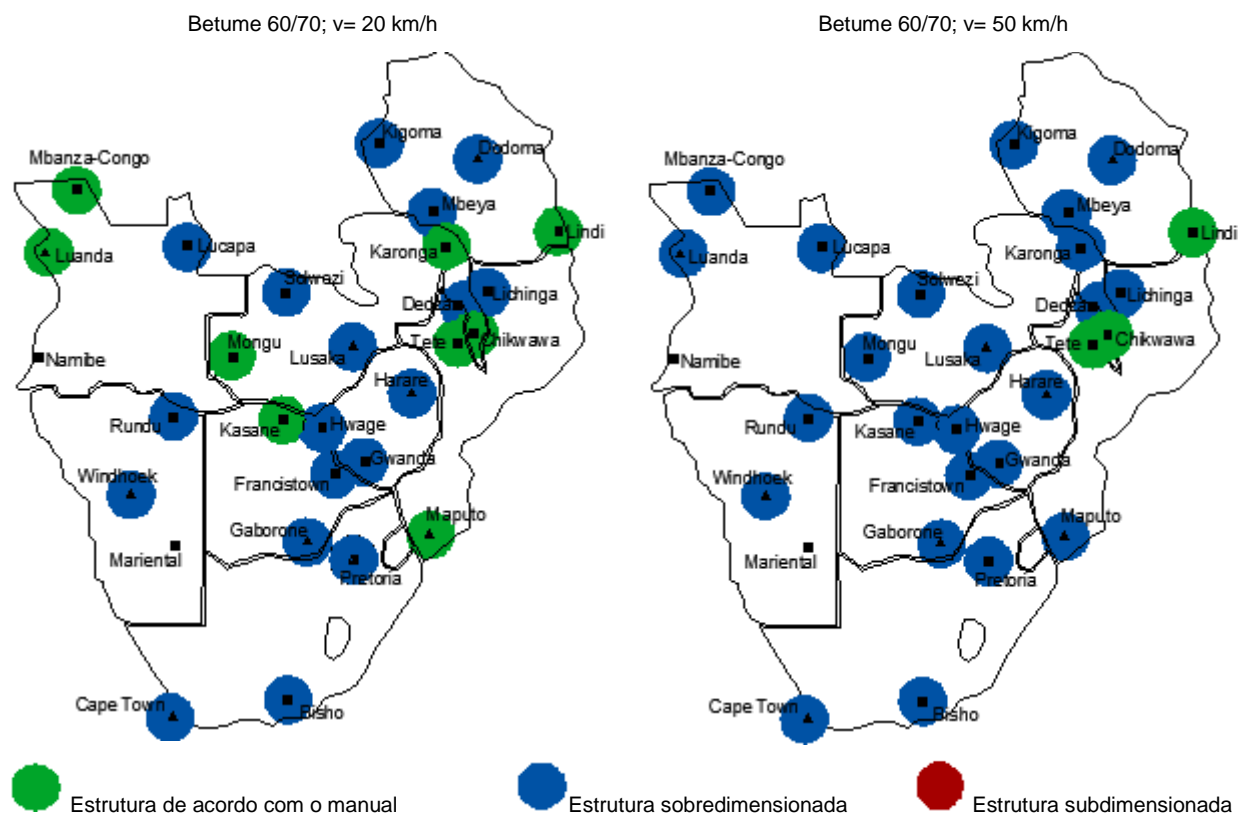 Betume 60/70; v= 20 km/h
Kigoma
Dodoma
Mbanza-Congo
Mbeya
Lindi
Luanda
Lucapa
Karonga
Solwezi
Lichinga
Dedza
Mongu
Tete
Chikwawa
Lusaka
Namibe
Harare
Rundu
Kasane
Hwage
Gwanda
Windhoek
Francistown
Maputo
Gaborone
Mariental
Pretoria
Cape Town
Bisho
Betume 60/70; v= 50 km/h
Kigoma
Dodoma
Mbanza-Congo
Mbeya
Lindi
Luanda
Lucapa
Karonga
Solwezi
Lichinga
Dedza
Mongu
Tete
Chikwawa
Lusaka
Namibe
Harare
Rundu
Kasane
Hwage
Gwanda
Windhoek
Francistown
Maputo
Gaborone
Mariental
Pretoria
Cape Town
Bisho
Estrutura de acordo com o manual
Estrutura sobredimensionada
Estrutura subdimensionada